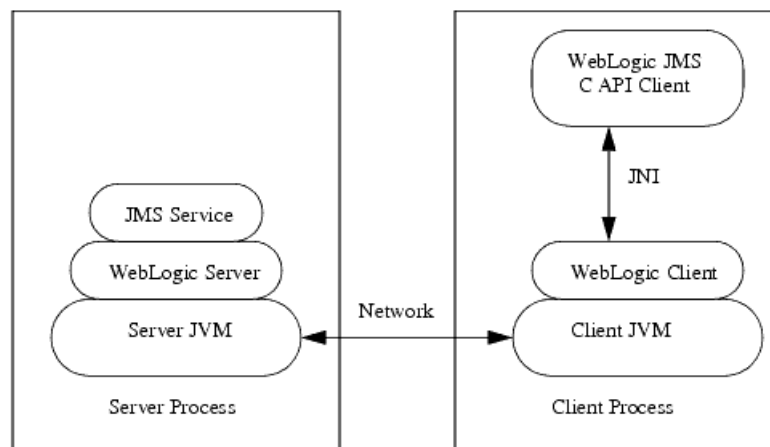 WebLogic JMS
C API Client
JNI
JMS Service
WebLogic Server
WebLogic Client
Network
Server JVM
Client JVM
Server Process
Client Process